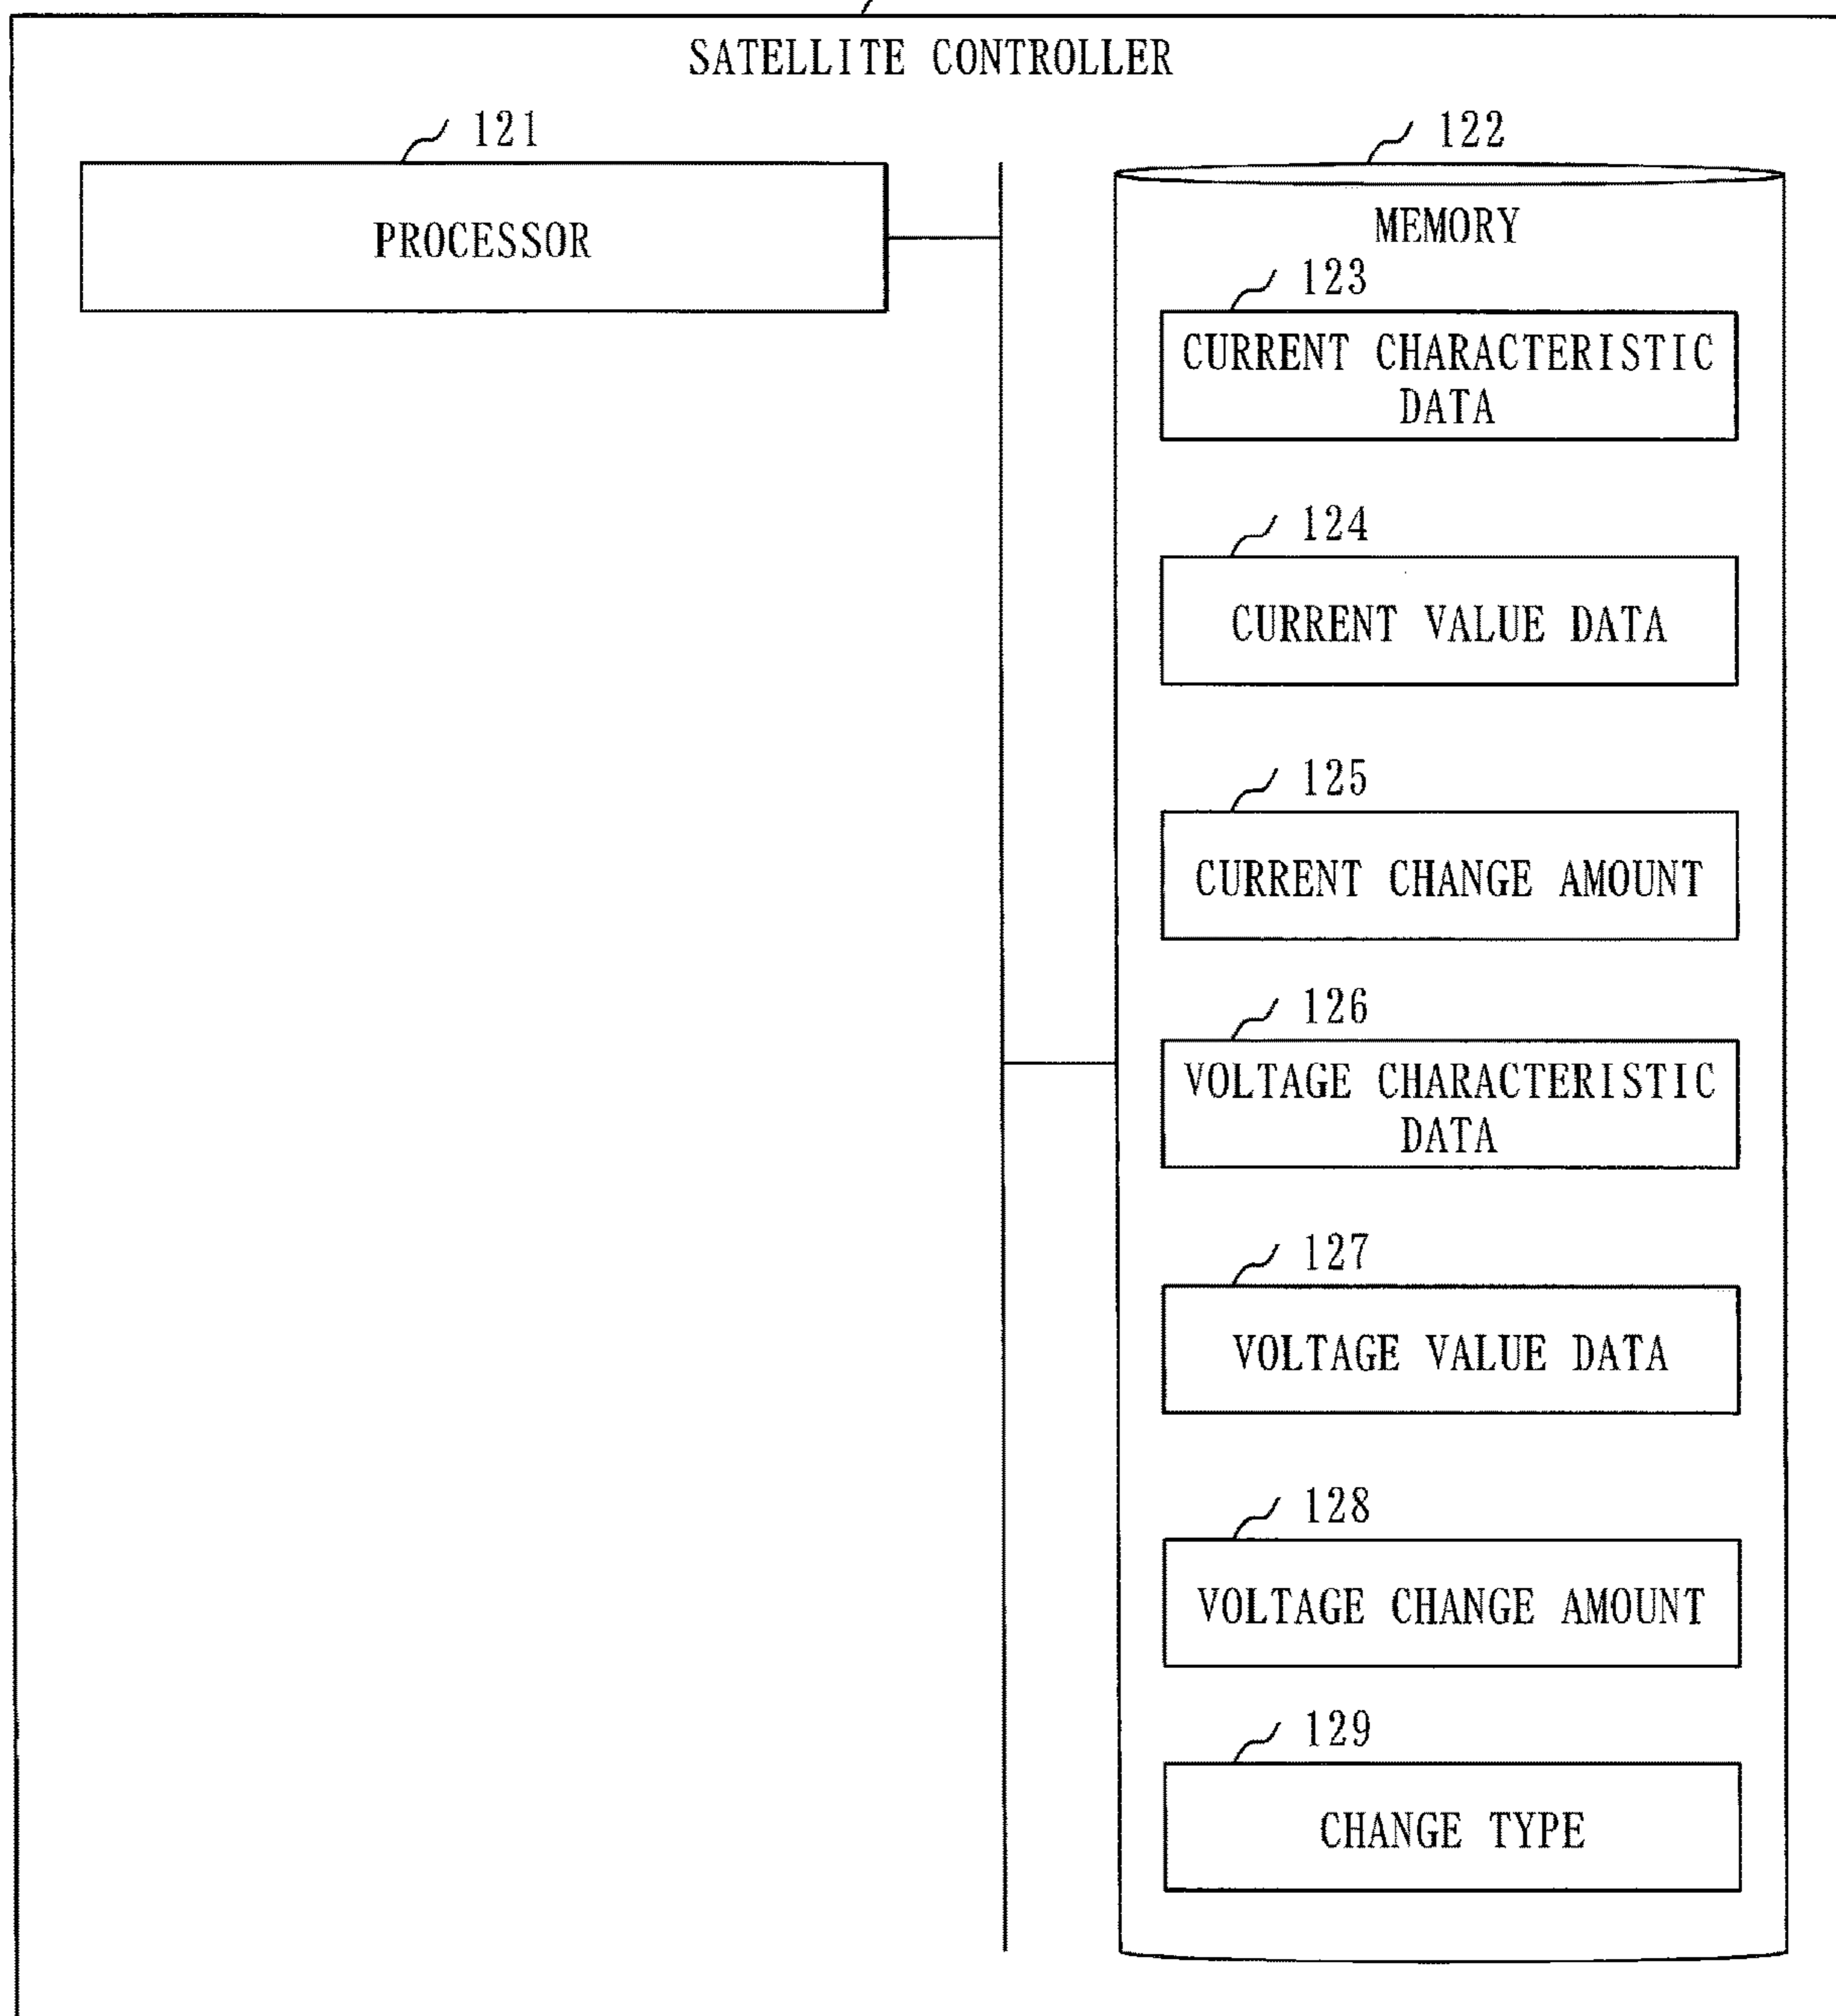 SATELLITE CONTROLLER
121
PROCESSOR
122
MEMORY
123
CURRENT CHARACTERISTIC
DATA
124
CURRENT VALUE DATA
125
CURRENT CHANGE AMOUNT
126
VOLTAGE CHARACTERISTIC
DATA
127
VOLTAGE VALUE DATA
128
VOLTAGE CHANGE AMOUNT
129
CHANGE TYPE